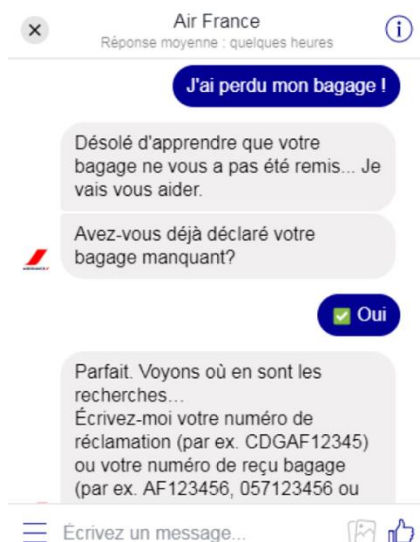 Air France
Réponse moyenne : quelques heures
J'ai perdu mon bagage !
Désolé d'apprendre que votre
bagage ne vous a pas été remis... Je
vais vous aider.
Avez-vous déjà déclaré votre
bagage manquant?
AIRFRANCE
✅ Oui
Parfait. Voyons où en sont les
recherches...
Écrivez-moi votre numéro de
réclamation (par ex. CDGAF12345)
ou votre numéro de reçu bagage
(par ex. AF123456, 057123456 ou
Écrivez un message...